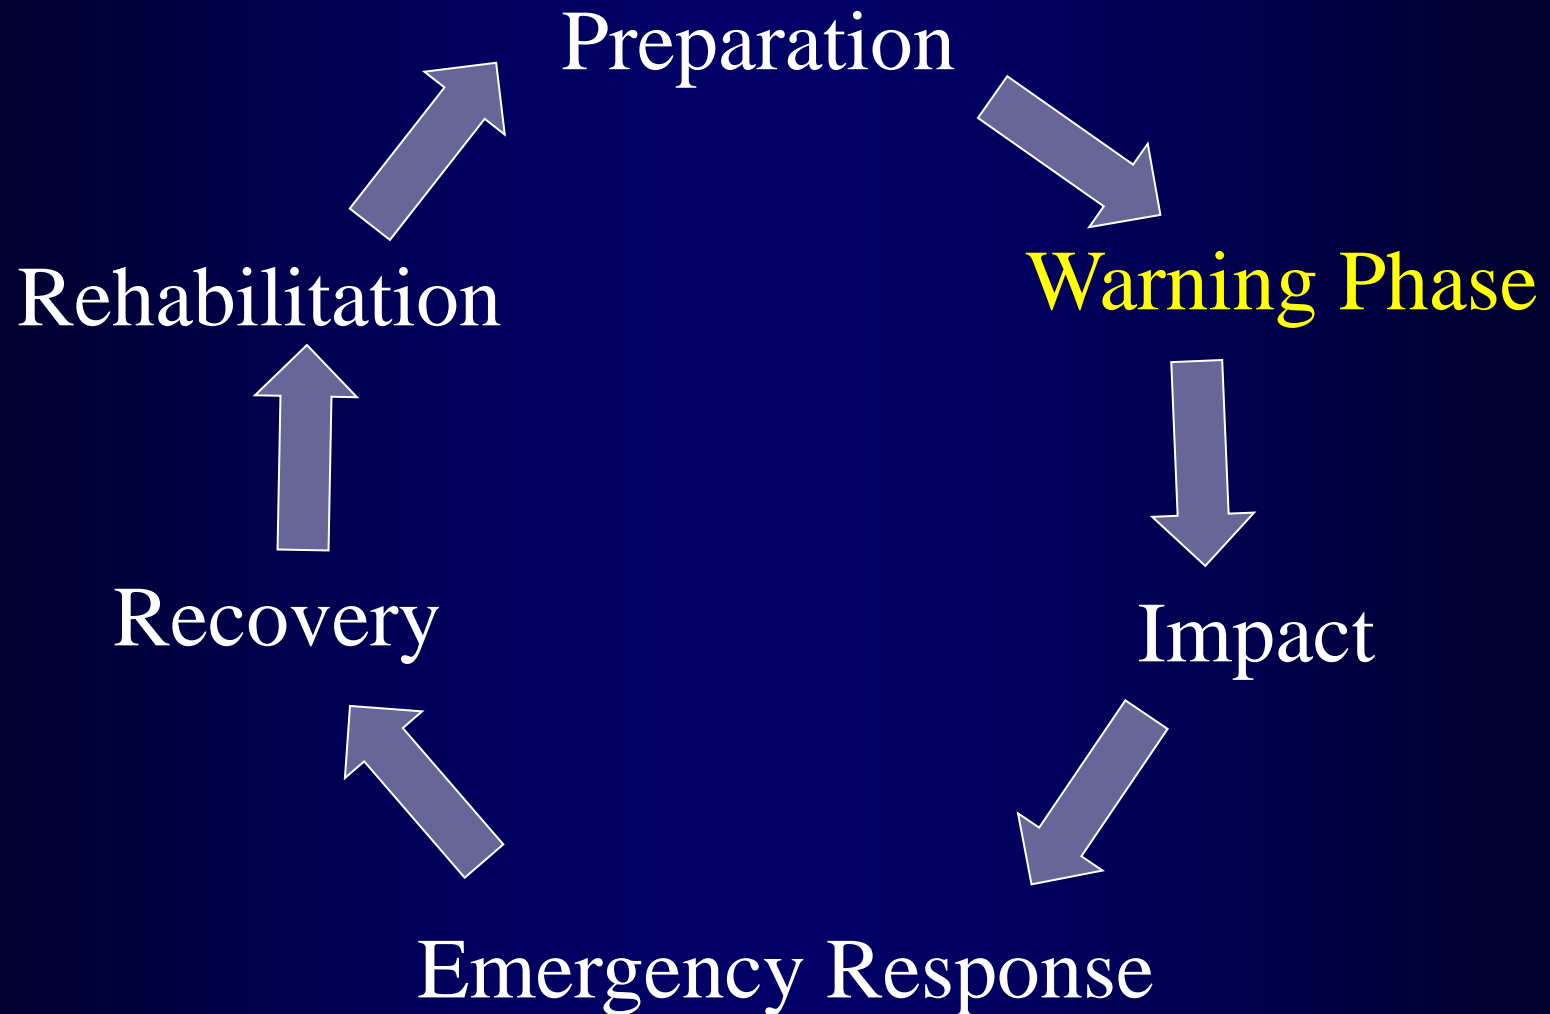 Preparation
Warning Phase
Impact
Emergency Response
Recovery
Rehabilitation